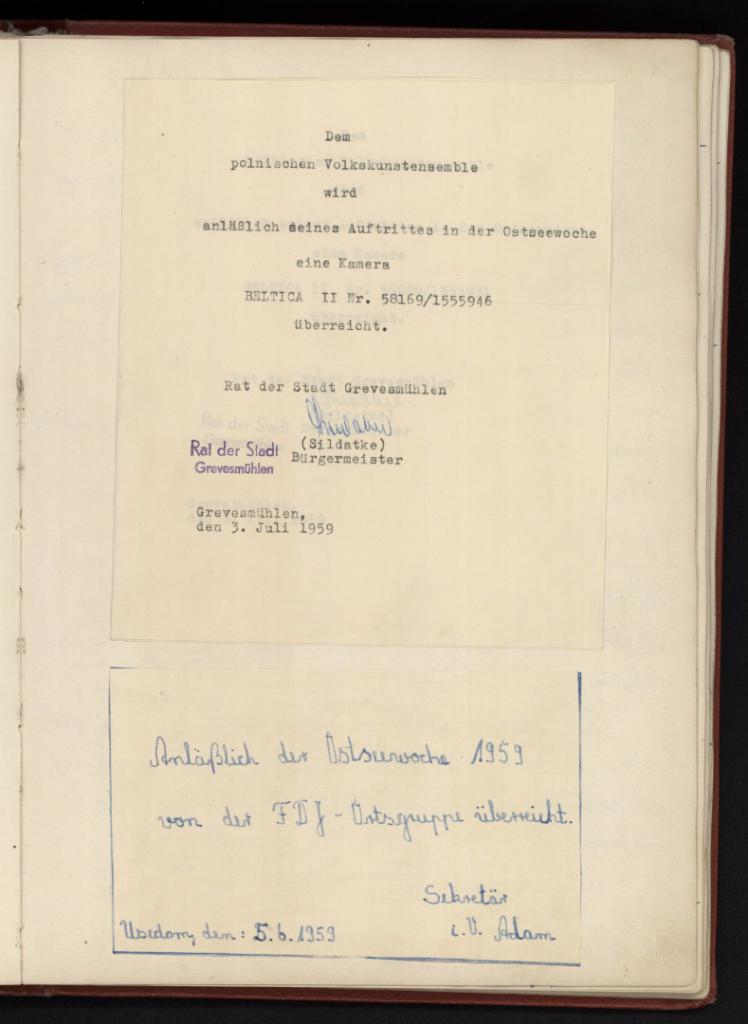 Dem
polnischen Volkskunstensemble
wird
anläßlich seines Auftrittes in der Ostseewoche
eine Kamera
BELTICA II Nr. 58169/1555946
überreicht.
Rat der Stadt Grevesmühlen
(Sildatke)
Bürgermeister
Rat der Stadt
Grevesmühlen
Grevesmühlen,
den 3. Juli 1959
Anläßlich der Ostseewoche 1959
von der FDJ - Ortsgruppe überreicht.
Sekretär
Usedom, den: 5.6.1959
i.V. Adam